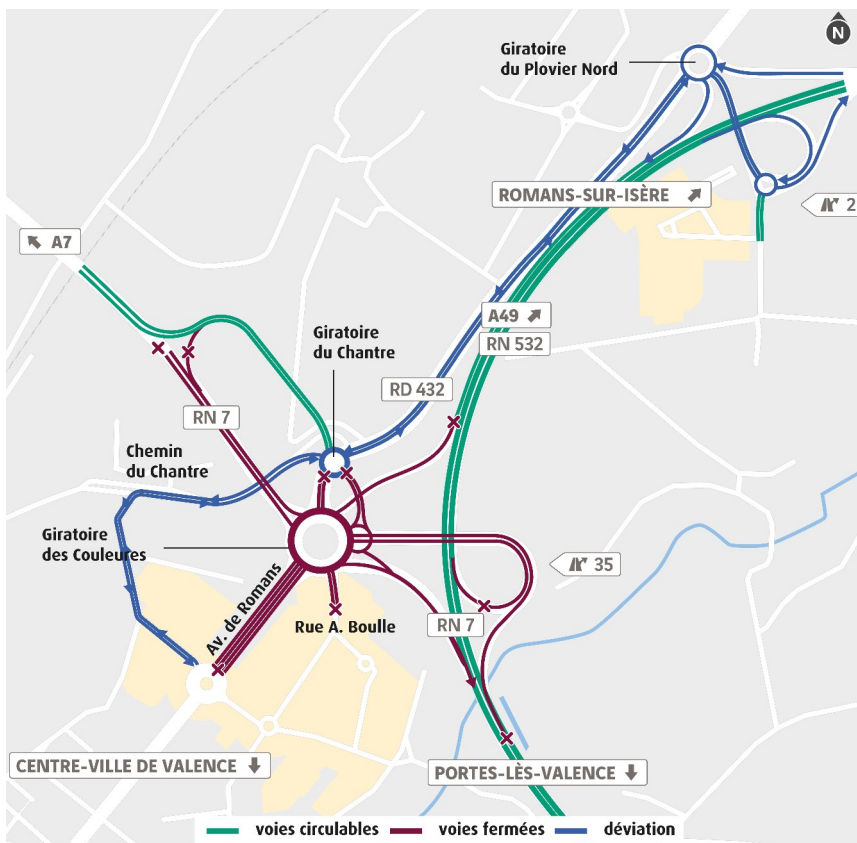 N
Giratoire
du Plovier Nord
ROMANS-SUR-ISÈRE
2
A7
A49
RN 532
Giratoire
du Chantre
RD 432
RN 7
Chemin
du Chantre
Giratoire
des Couleures
35
Av. de Romans
Rue A. Boulle
RN 7
CENTRE-VILLE DE VALENCE
PORTES-LÈS-VALENCE
voies circulables
voies fermées
déviation